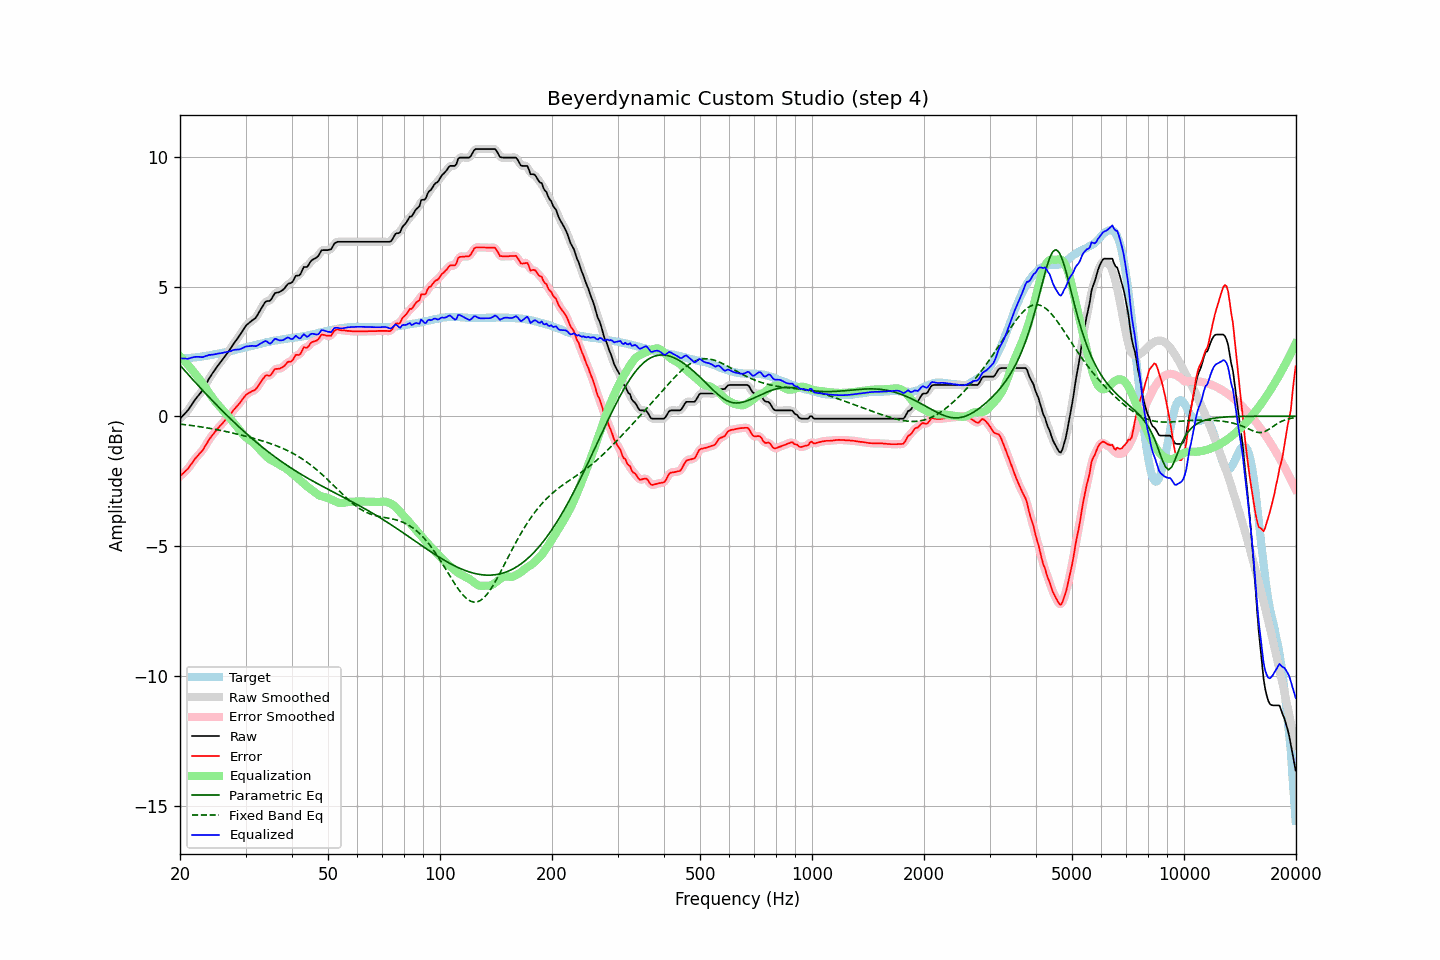 Beyerdynamic Custom Studio (step 4)
Amplitude (dBr)
10
5
0
−5
−10
−15
Target
Raw Smoothed
Error Smoothed
Raw
Error
Equalization
Parametric Eq
Fixed Band Eq
Equalized
20 50 100 200 500 1000 2000 5000 10000 20000
Frequency (Hz)